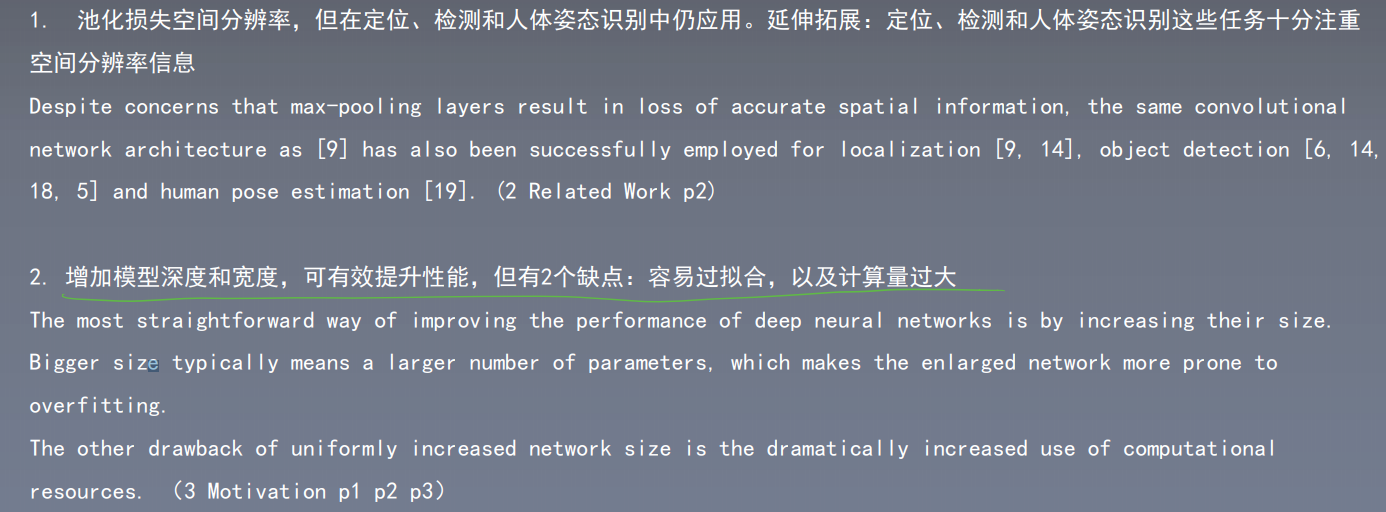 1.  池化损失空间分辨率，但在定位、检测和人体姿态识别中仍应用。延伸拓展：定位、检测和人体姿态识别这些任务十分注重
空间分辨率信息
Despite concerns that max-pooling layers result in loss of accurate spatial information, the same convolutional
network architecture as [9] has also been successfully employed for localization [9, 14], object detection [6, 14,
18, 5] and human pose estimation [19]. (2 Related Work p2)
2. 增加模型深度和宽度，可有效提升性能，但有2个缺点：容易过拟合，以及计算量过大
The most straightforward way of improving the performance of deep neural networks is by increasing their size.
Bigger size typically means a larger number of parameters, which makes the enlarged network more prone to
overfitting.
The other drawback of uniformly increased network size is the dramatically increased use of computational
resources. （3 Motivation p1 p2 p3）